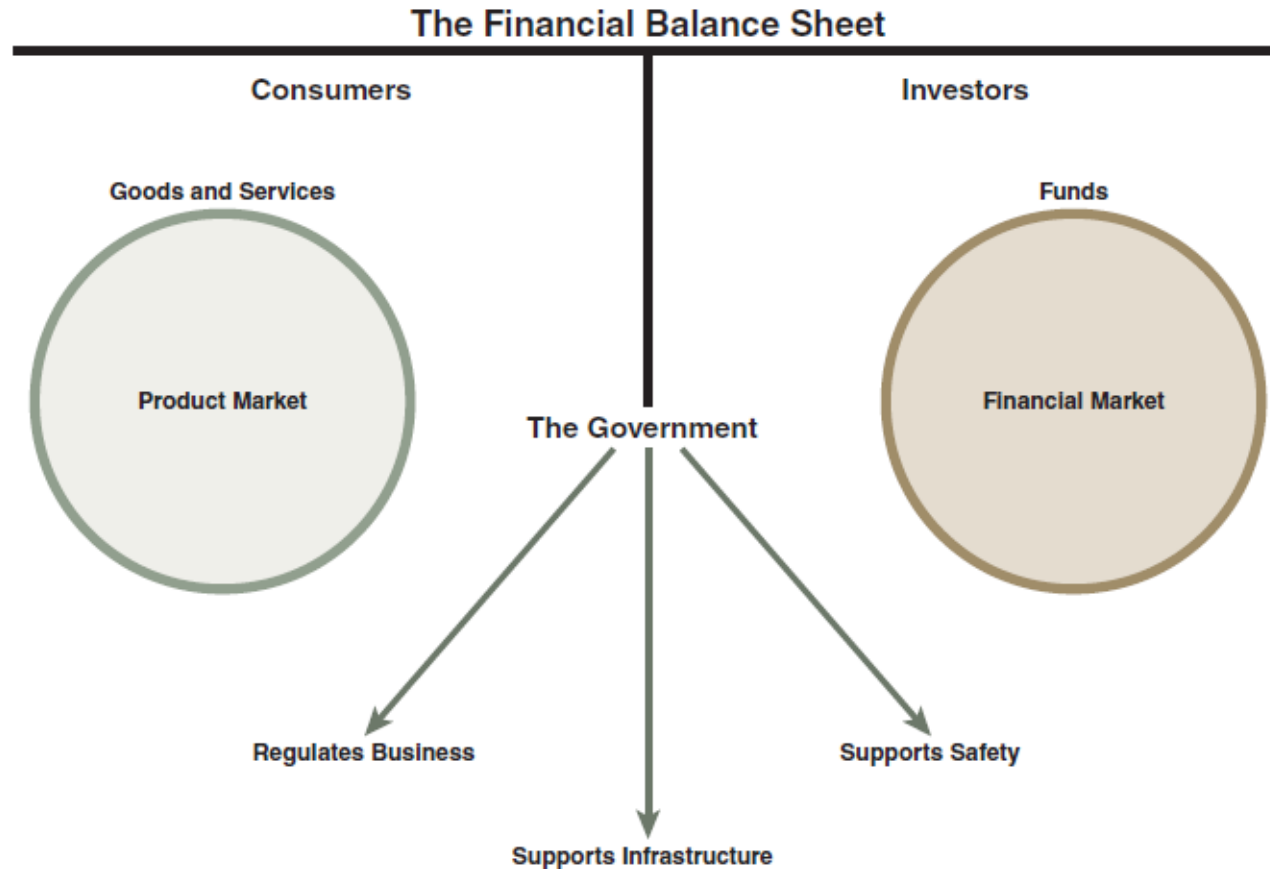 The Financial Balance Sheet
Consumers
Investors
Goods and Services
Funds
Product Market
Financial Market
The Government
Regulates Business
Supports Safety
Supports Infrastructure